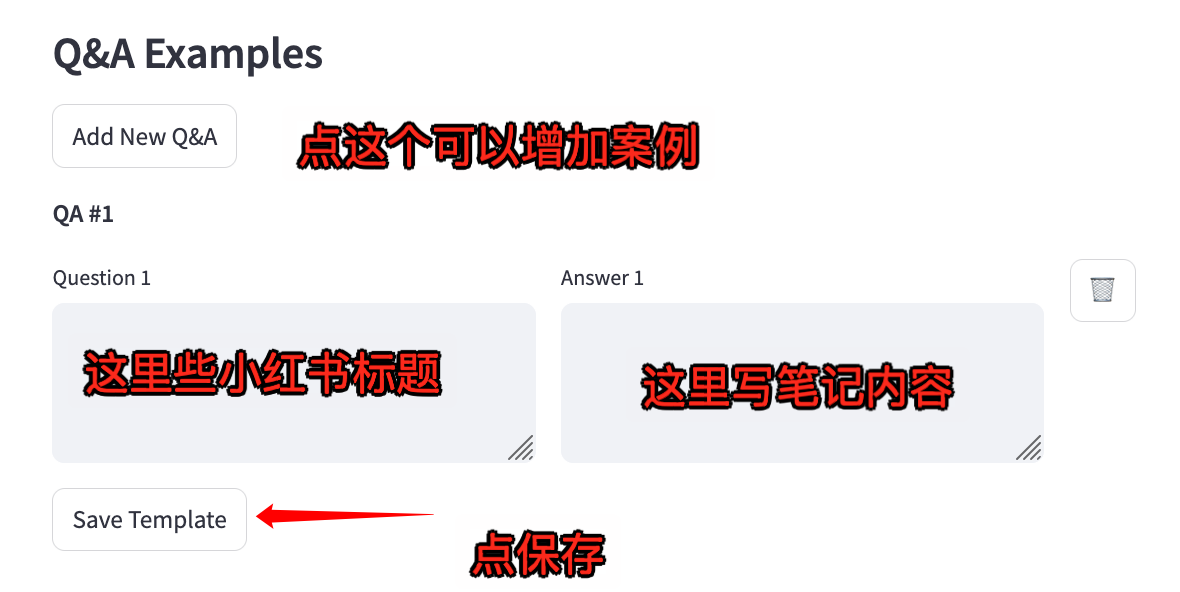 Q&A Examples
Add New Q&A
点这个可以增加案例
QA #1
Question 1
Answer 1
这里些小红书标题
这里写笔记内容
Save Template
点保存